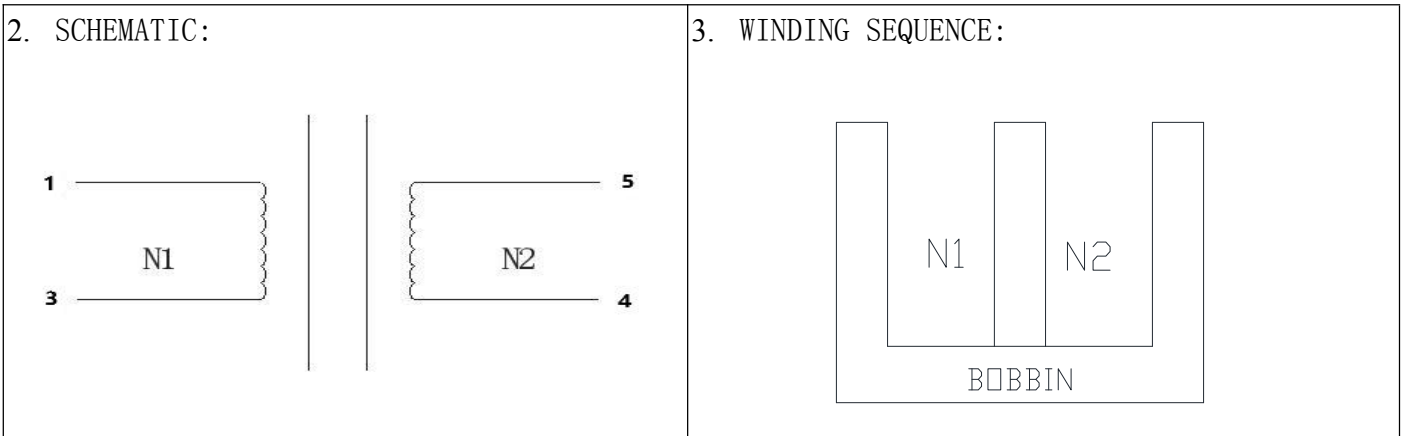 2. SCHEMATIC:
1
5
N1
N2
3
4
3. WINDING SEQUENCE:
N1
N2
BOBBIN